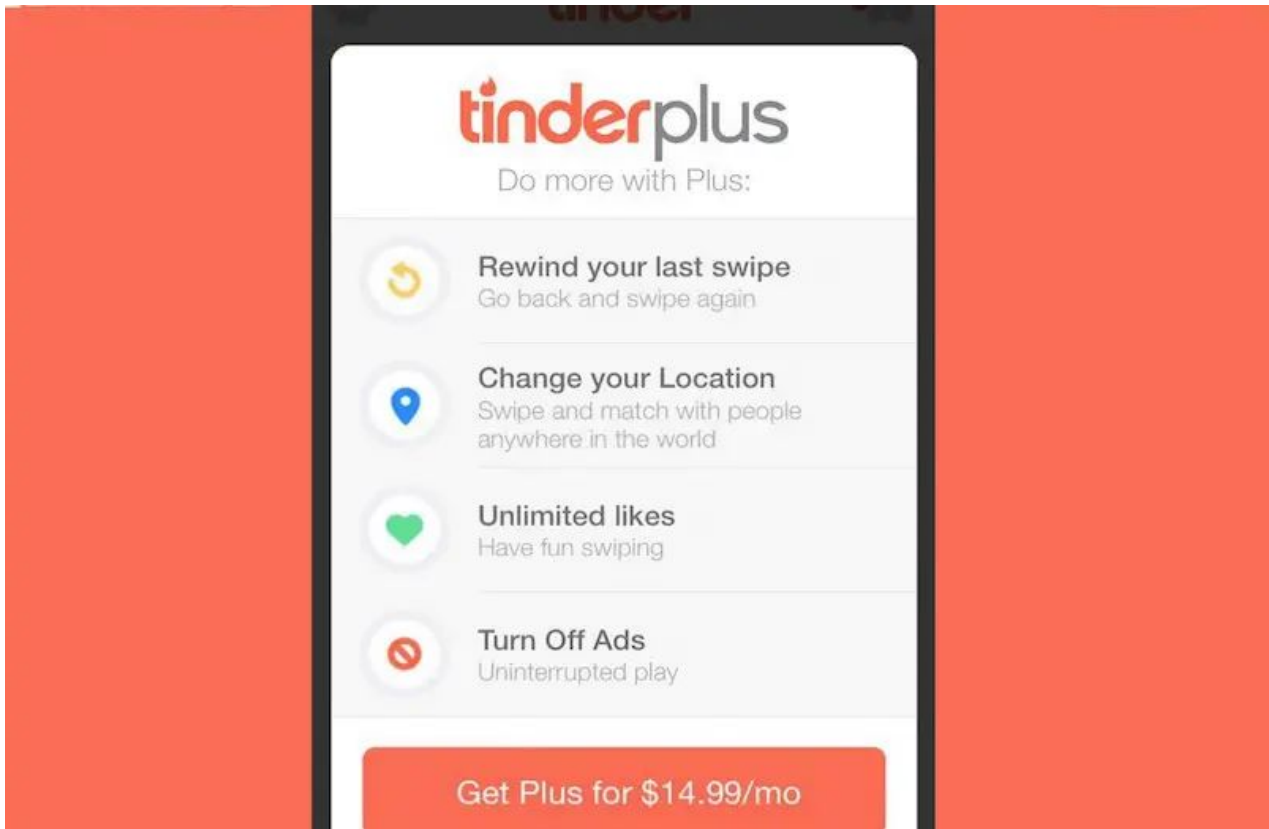 tinder
tinderplus
Do more with Plus:
Rewind your last swipe
Go back and swipe again
Change your Location
Swipe and match with people
anywhere in the world
Unlimited likes
Have fun swiping
Turn Off Ads
Uninterrupted play
Get Plus for $14.99/mo